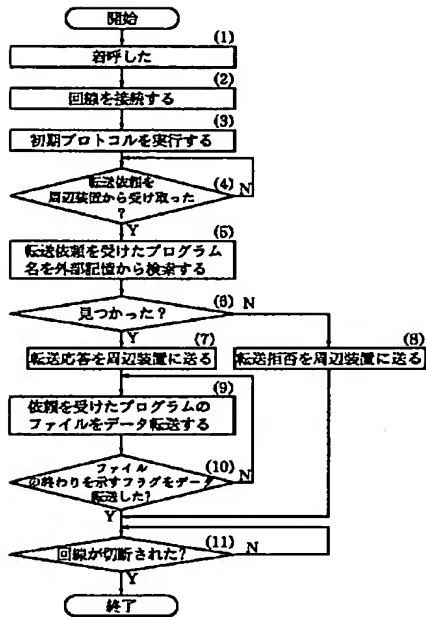 開始
(1)
着呼した
(2)
回線を接続する
(3)
初期プロトコルを実行する
(4)
転送依頼を
周辺装置から受け取った
?
N
Y
(5)
転送依頼を受けたプログラム
名を外部記憶から検索する
(6)
見つかった?
N
Y
(7)
転送応答を周辺装置に送る
(8)
転送拒否を周辺装置に送る
(9)
依頼を受けたプログラムの
ファイルをデータ転送する
(10)
ファイル
の終わりを示すフラグをデータ
転送した?
N
Y
(11)
回線が切断された?
N
Y
終了